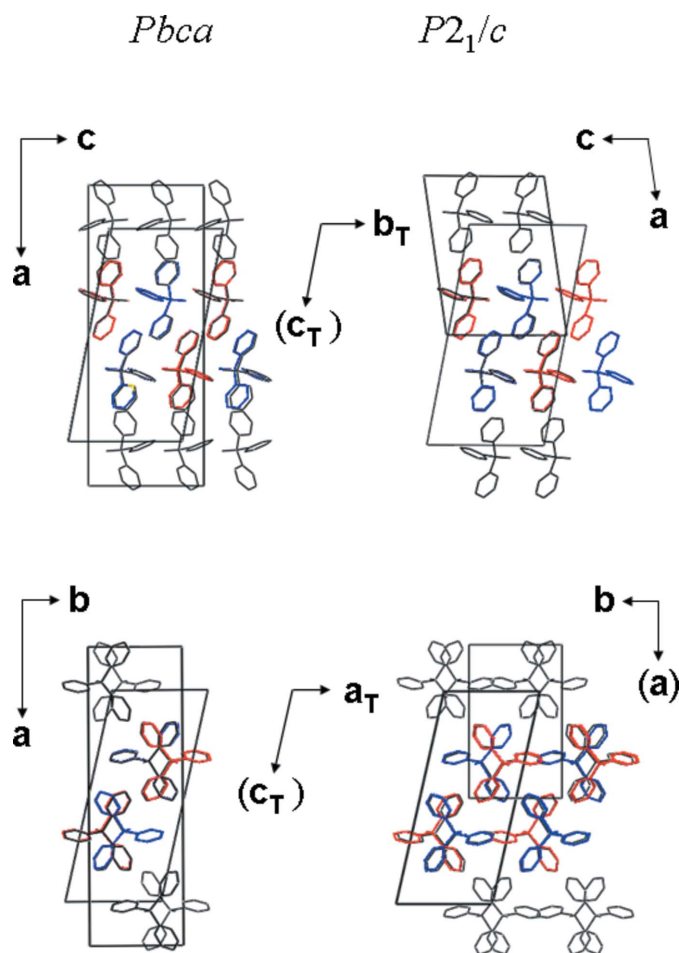 Pbca P2₁/c
c c
b_T
a (c_T) a
b b
a_T
a (c_T) (a)